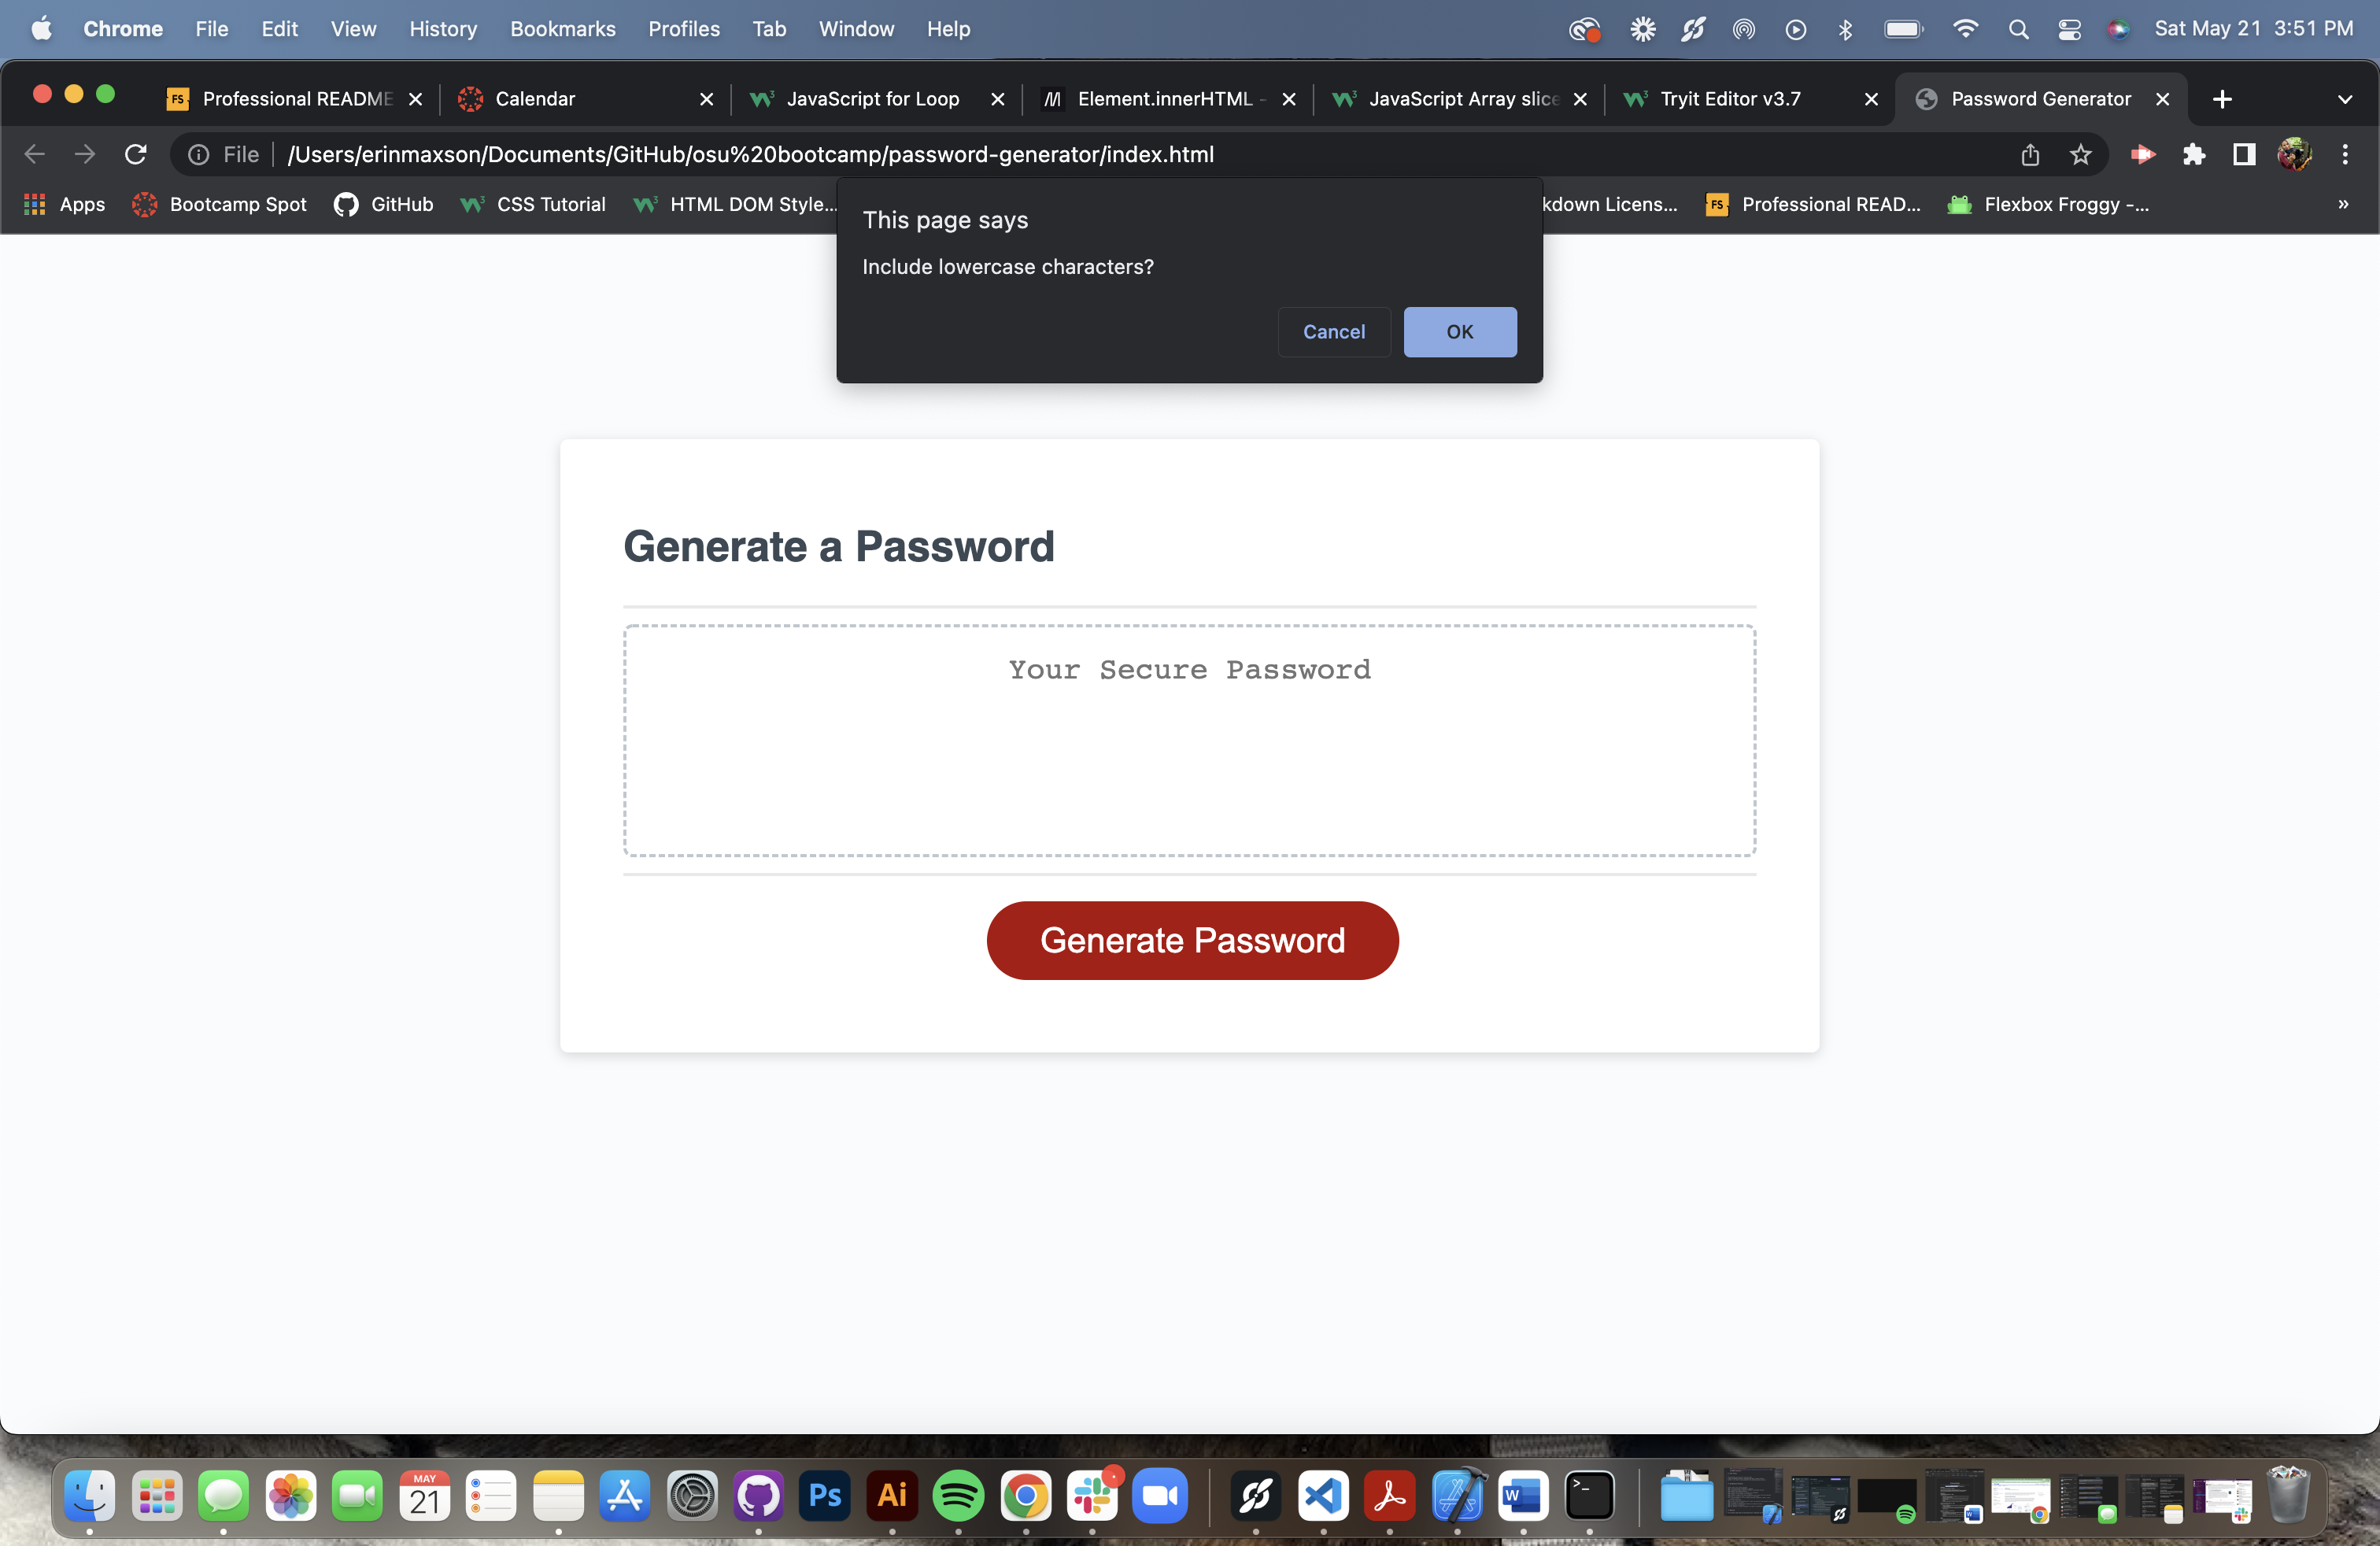 Chrome File Edit View History Bookmarks Profiles Tab Window Help Sat May 21 3:51 PM
FS Professional README Calendar JavaScript for Loop Element.innerHTML - JavaScript Array slice Tryit Editor v3.7 Password Generator
File /Users/erinmaxson/Documents/GitHub/osu%20bootcamp/password-generator/index.html
Apps Bootcamp Spot GitHub CSS Tutorial HTML DOM Style... kdown Licens... FS Professional READ... Flexbox Froggy -... »
This page says
Include lowercase characters?
Cancel OK
Generate a Password
Your Secure Password
Generate Password
MAY
21 Ps Ai W >_